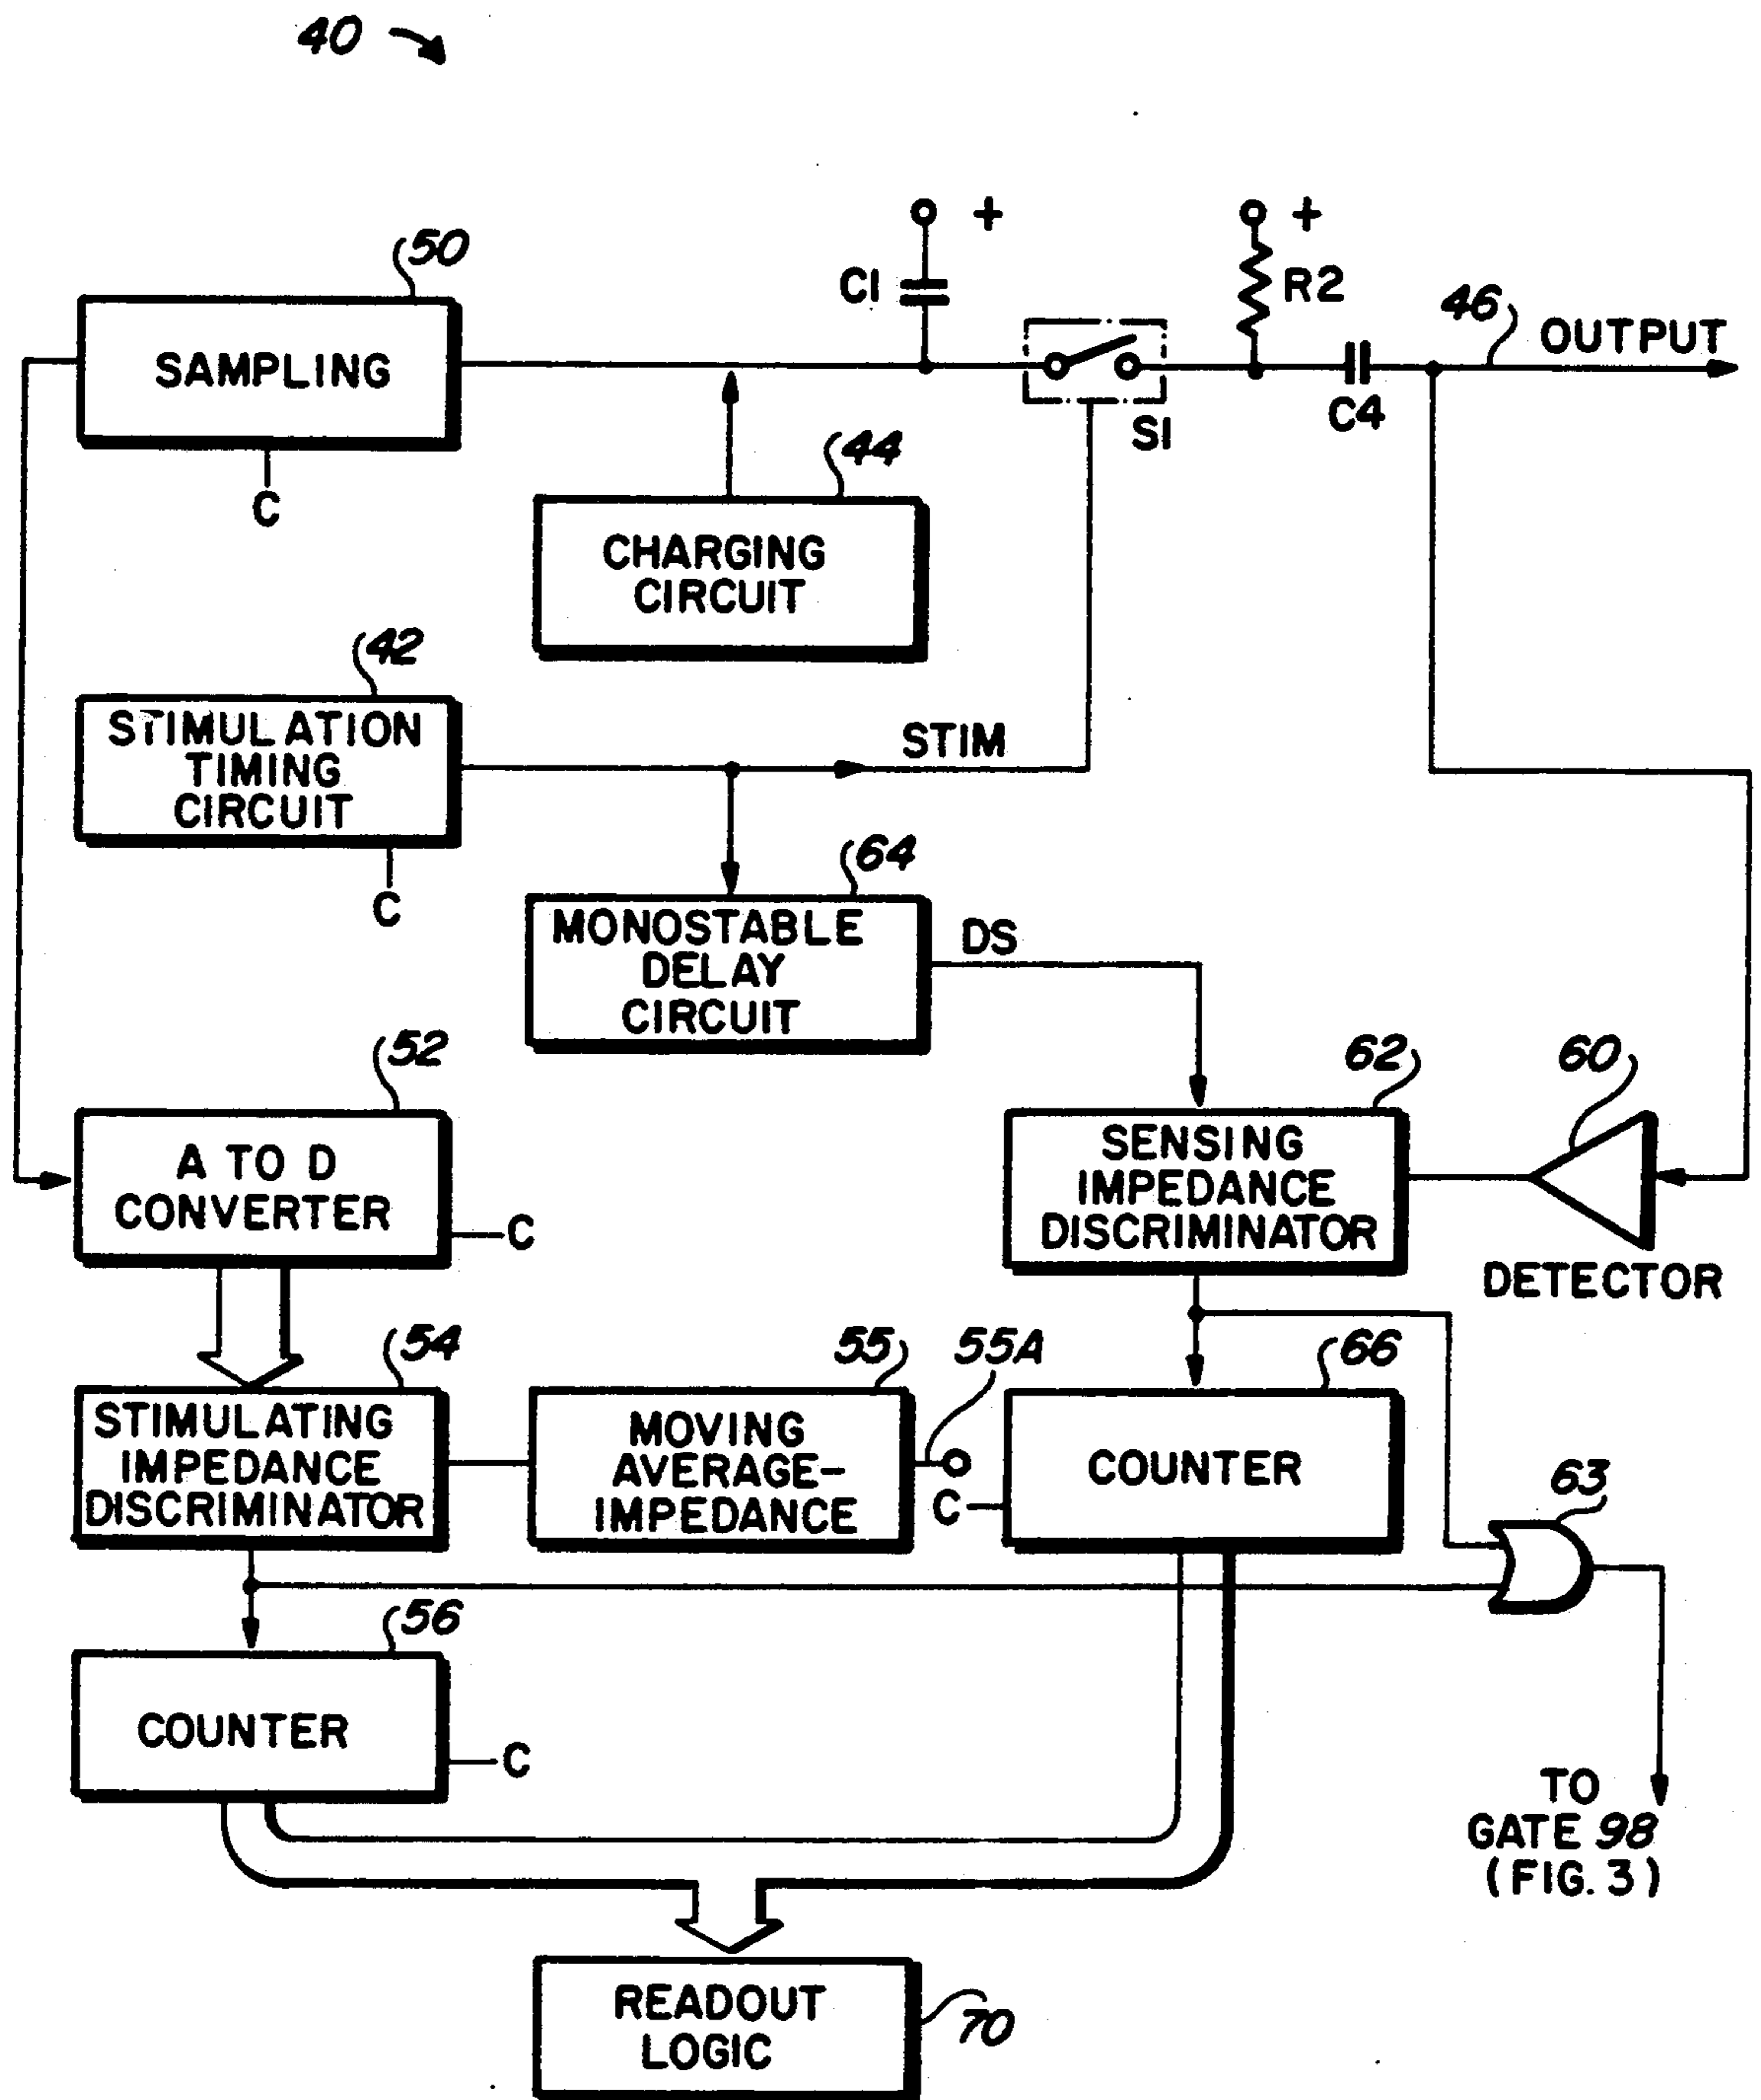 40
50
SAMPLING
C
+
C1
+
R2
S1
C4
46
OUTPUT
44
CHARGING
CIRCUIT
42
STIMULATION
TIMING
CIRCUIT
C
STIM
64
MONOSTABLE
DELAY
CIRCUIT
DS
52
A TO D
CONVERTER
C
62
SENSING
IMPEDANCE
DISCRIMINATOR
60
DETECTOR
54
STIMULATING
IMPEDANCE
DISCRIMINATOR
55
MOVING
AVERAGE-
IMPEDANCE
55A
66
COUNTER
C
63
56
COUNTER
C
TO
GATE 98
(FIG. 3)
READOUT
LOGIC
70